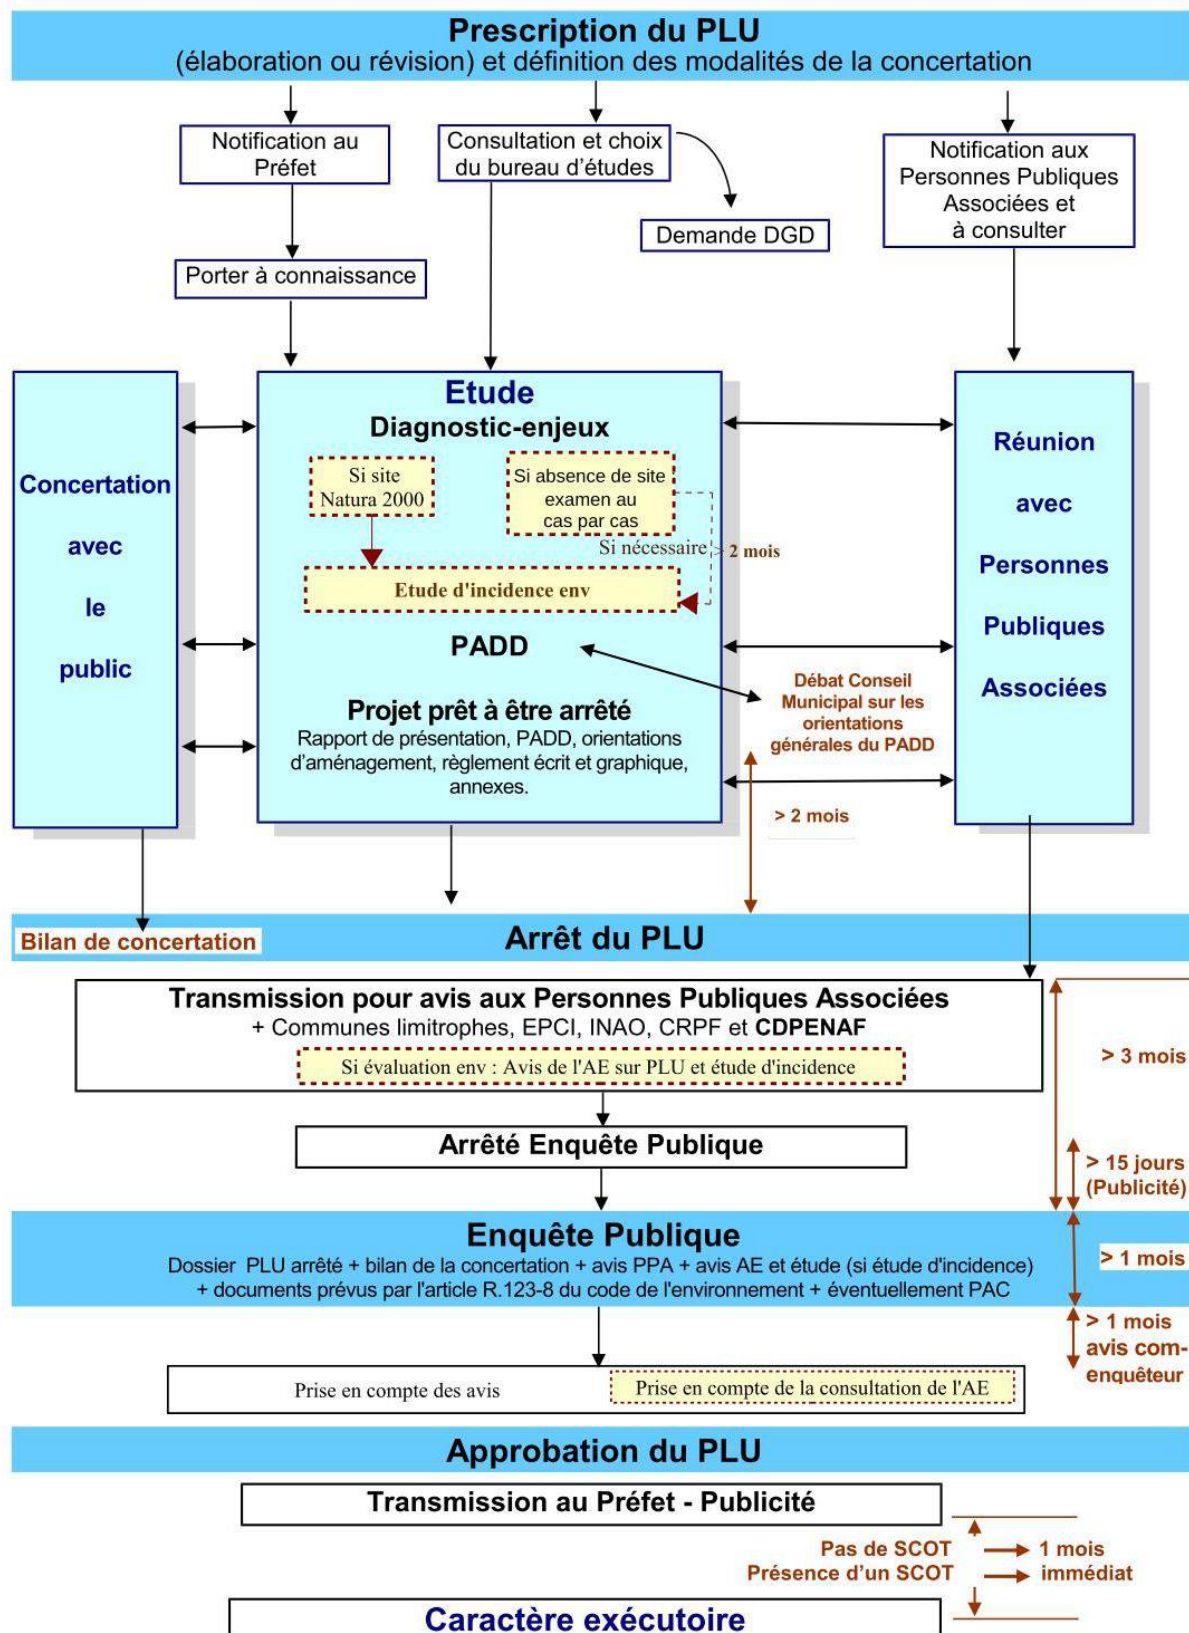 Prescription du PLU
(élaboration ou révision) et définition des modalités de la concertation
Notification au
Préfet
Consultation et choix
du bureau d'études
Notification aux
Personnes Publiques
Associées et
à consulter
Demande DGD
Porter à connaissance
Concertation
avec
le
public
Etude
Diagnostic-enjeux
Si site
Natura 2000
Si absence de site
examen au
cas par cas
Si nécessaire
> 2 mois
Etude d'incidence env
PADD
Projet prêt à être arrêté
Rapport de présentation, PADD, orientations
d'aménagement, règlement écrit et graphique,
annexes.
Débat Conseil
Municipal sur les
orientations
générales du PADD
> 2 mois
Réunion
avec
Personnes
Publiques
Associées
Bilan de concertation
Arrêt du PLU
Transmission pour avis aux Personnes Publiques Associées
+ Communes limitrophes, EPCI, INAO, CRPF et CDPENAF
Si évaluation env : Avis de l'AE sur PLU et étude d'incidence
> 3 mois
Arrêté Enquête Publique
> 15 jours
(Publicité)
Enquête Publique
Dossier PLU arrêté + bilan de la concertation + avis PPA + avis AE et étude (si étude d'incidence)
+ documents prévus par l'article R.123-8 du code de l'environnement + éventuellement PAC
> 1 mois
> 1 mois
avis com-
enquêteur
Prise en compte des avis
Prise en compte de la consultation de l'AE
Approbation du PLU
Transmission au Préfet - Publicité
Pas de SCOT
1 mois
Présence d'un SCOT
immédiat
Caractère exécutoire